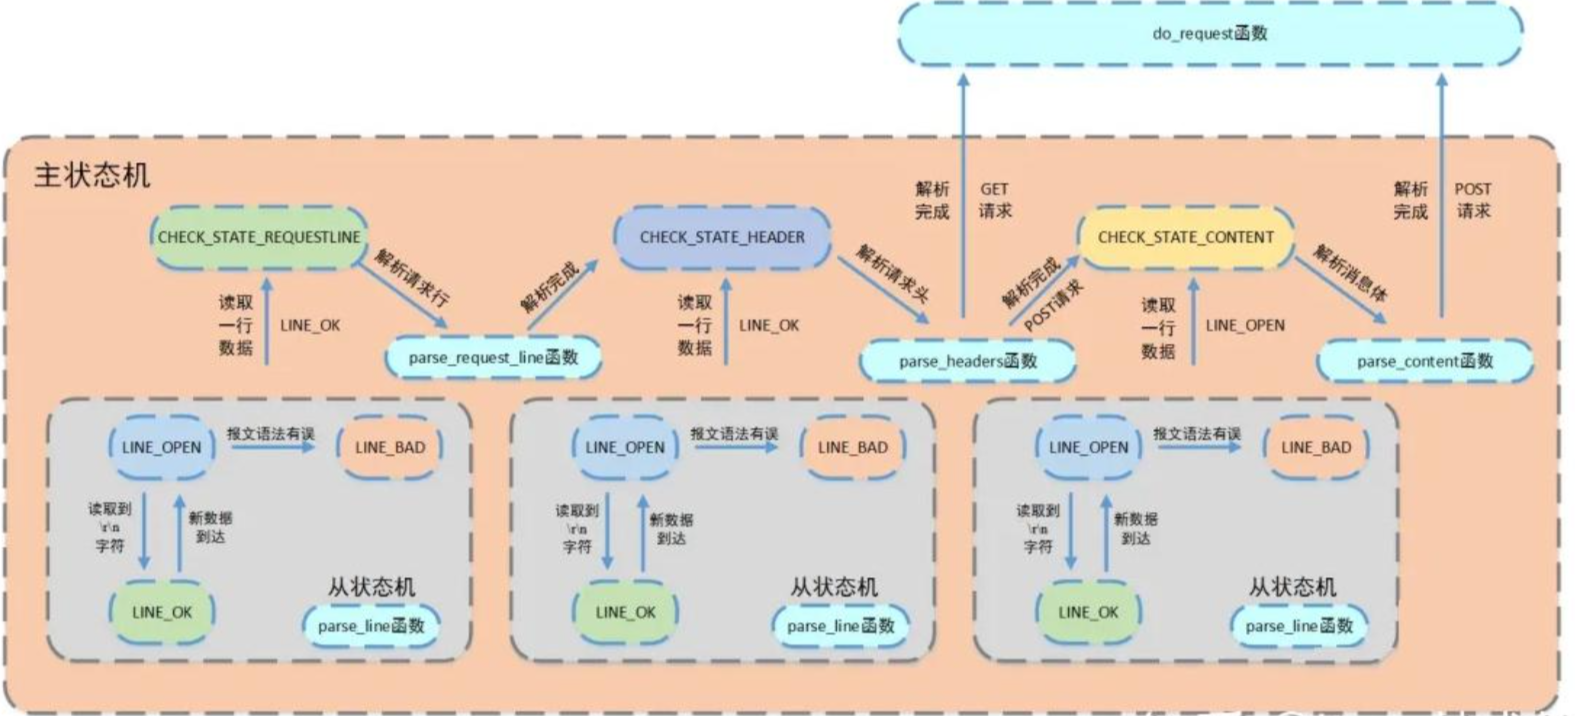 do_request函数
主状态机
解析
完成
GET
请求
解析
完成
POST
请求
CHECK_STATE_REQUESTLINE
CHECK_STATE_HEADER
CHECK_STATE_CONTENT
解析请求行
解析完成
解析请求头
解析完成
POST请求
解析消息体
读取
一行
数据
LINE_OK
读取
一行
数据
LINE_OK
读取
一行
数据
LINE_OPEN
parse_request_line函数
parse_headers函数
parse_content函数
LINE_OPEN
报文语法有误
LINE_BAD
读取到
\r\n
字符
新数据
到达
LINE_OK
从状态机
parse_line函数
LINE_OPEN
报文语法有误
LINE_BAD
读取到
\r\n
字符
新数据
到达
LINE_OK
从状态机
parse_line函数
LINE_OPEN
报文语法有误
LINE_BAD
读取到
\r\n
字符
新数据
到达
LINE_OK
从状态机
parse_line函数